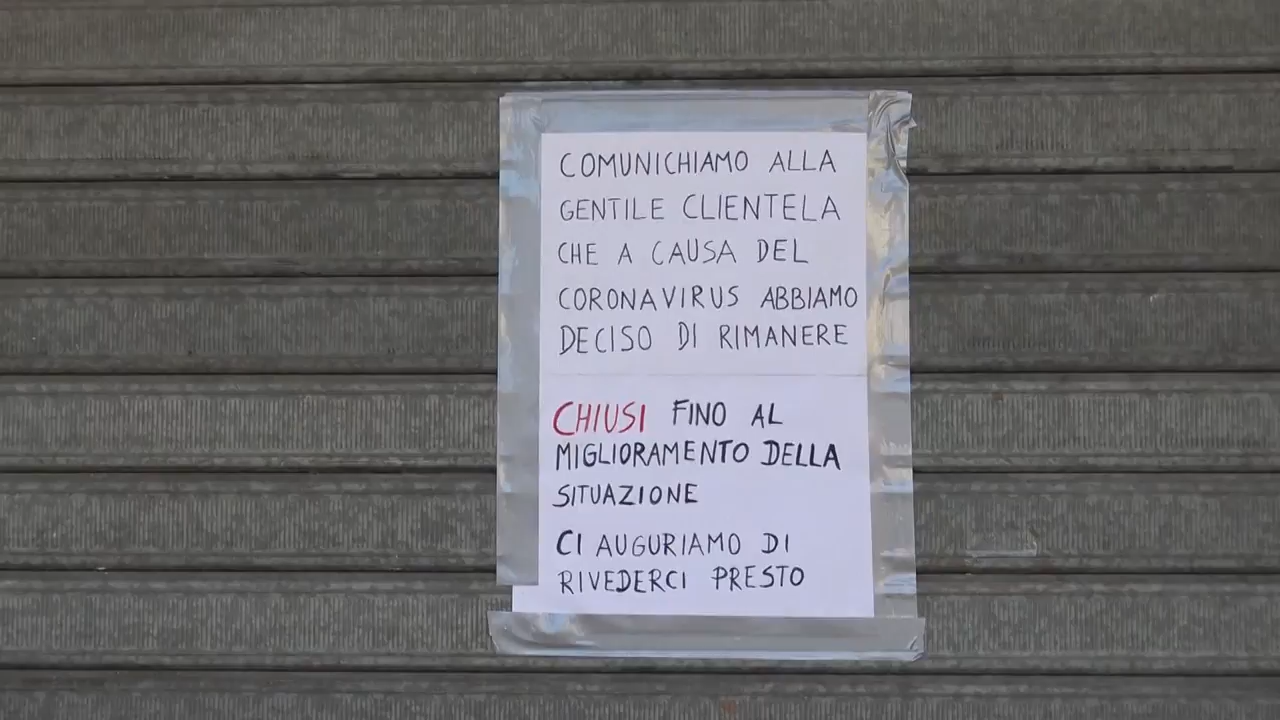 COMUNICHIAMO ALLA
GENTILE CLIENTELA
CHE A CAUSA DEL
CORONAVIRUS ABBIAMO
DECISO DI RIMANERE
CHIUSI FINO AL
MIGLIORAMENTO DELLA
SITUAZIONE
CI AUGURIAMO DI
RIVEDERCI PRESTO